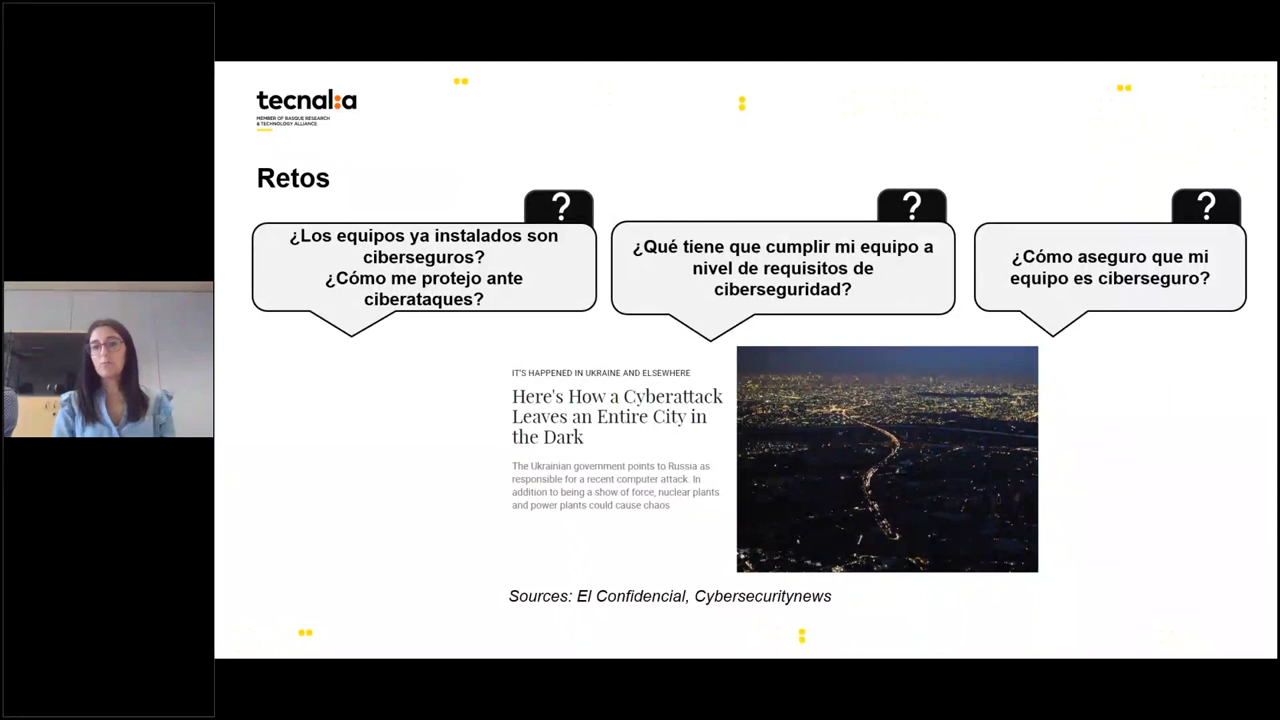 tecnal:a
MEMBER OF BASQUE RESEARCH
& TECHNOLOGY ALLIANCE
Retos
?
¿Los equipos ya instalados son
ciberseguros?
¿Cómo me protejo ante
ciberataques?
?
¿Qué tiene que cumplir mi equipo a
nivel de requisitos de
ciberseguridad?
?
¿Cómo aseguro que mi
equipo es ciberseguro?
IT'S HAPPENED IN UKRAINE AND ELSEWHERE
Here's How a Cyberattack
Leaves an Entire City in
the Dark
The Ukrainian government points to Russia as
responsible for a recent computer attack. In
addition to being a show of force, nuclear plants
and power plants could cause chaos
Sources: El Confidencial, Cybersecuritynews